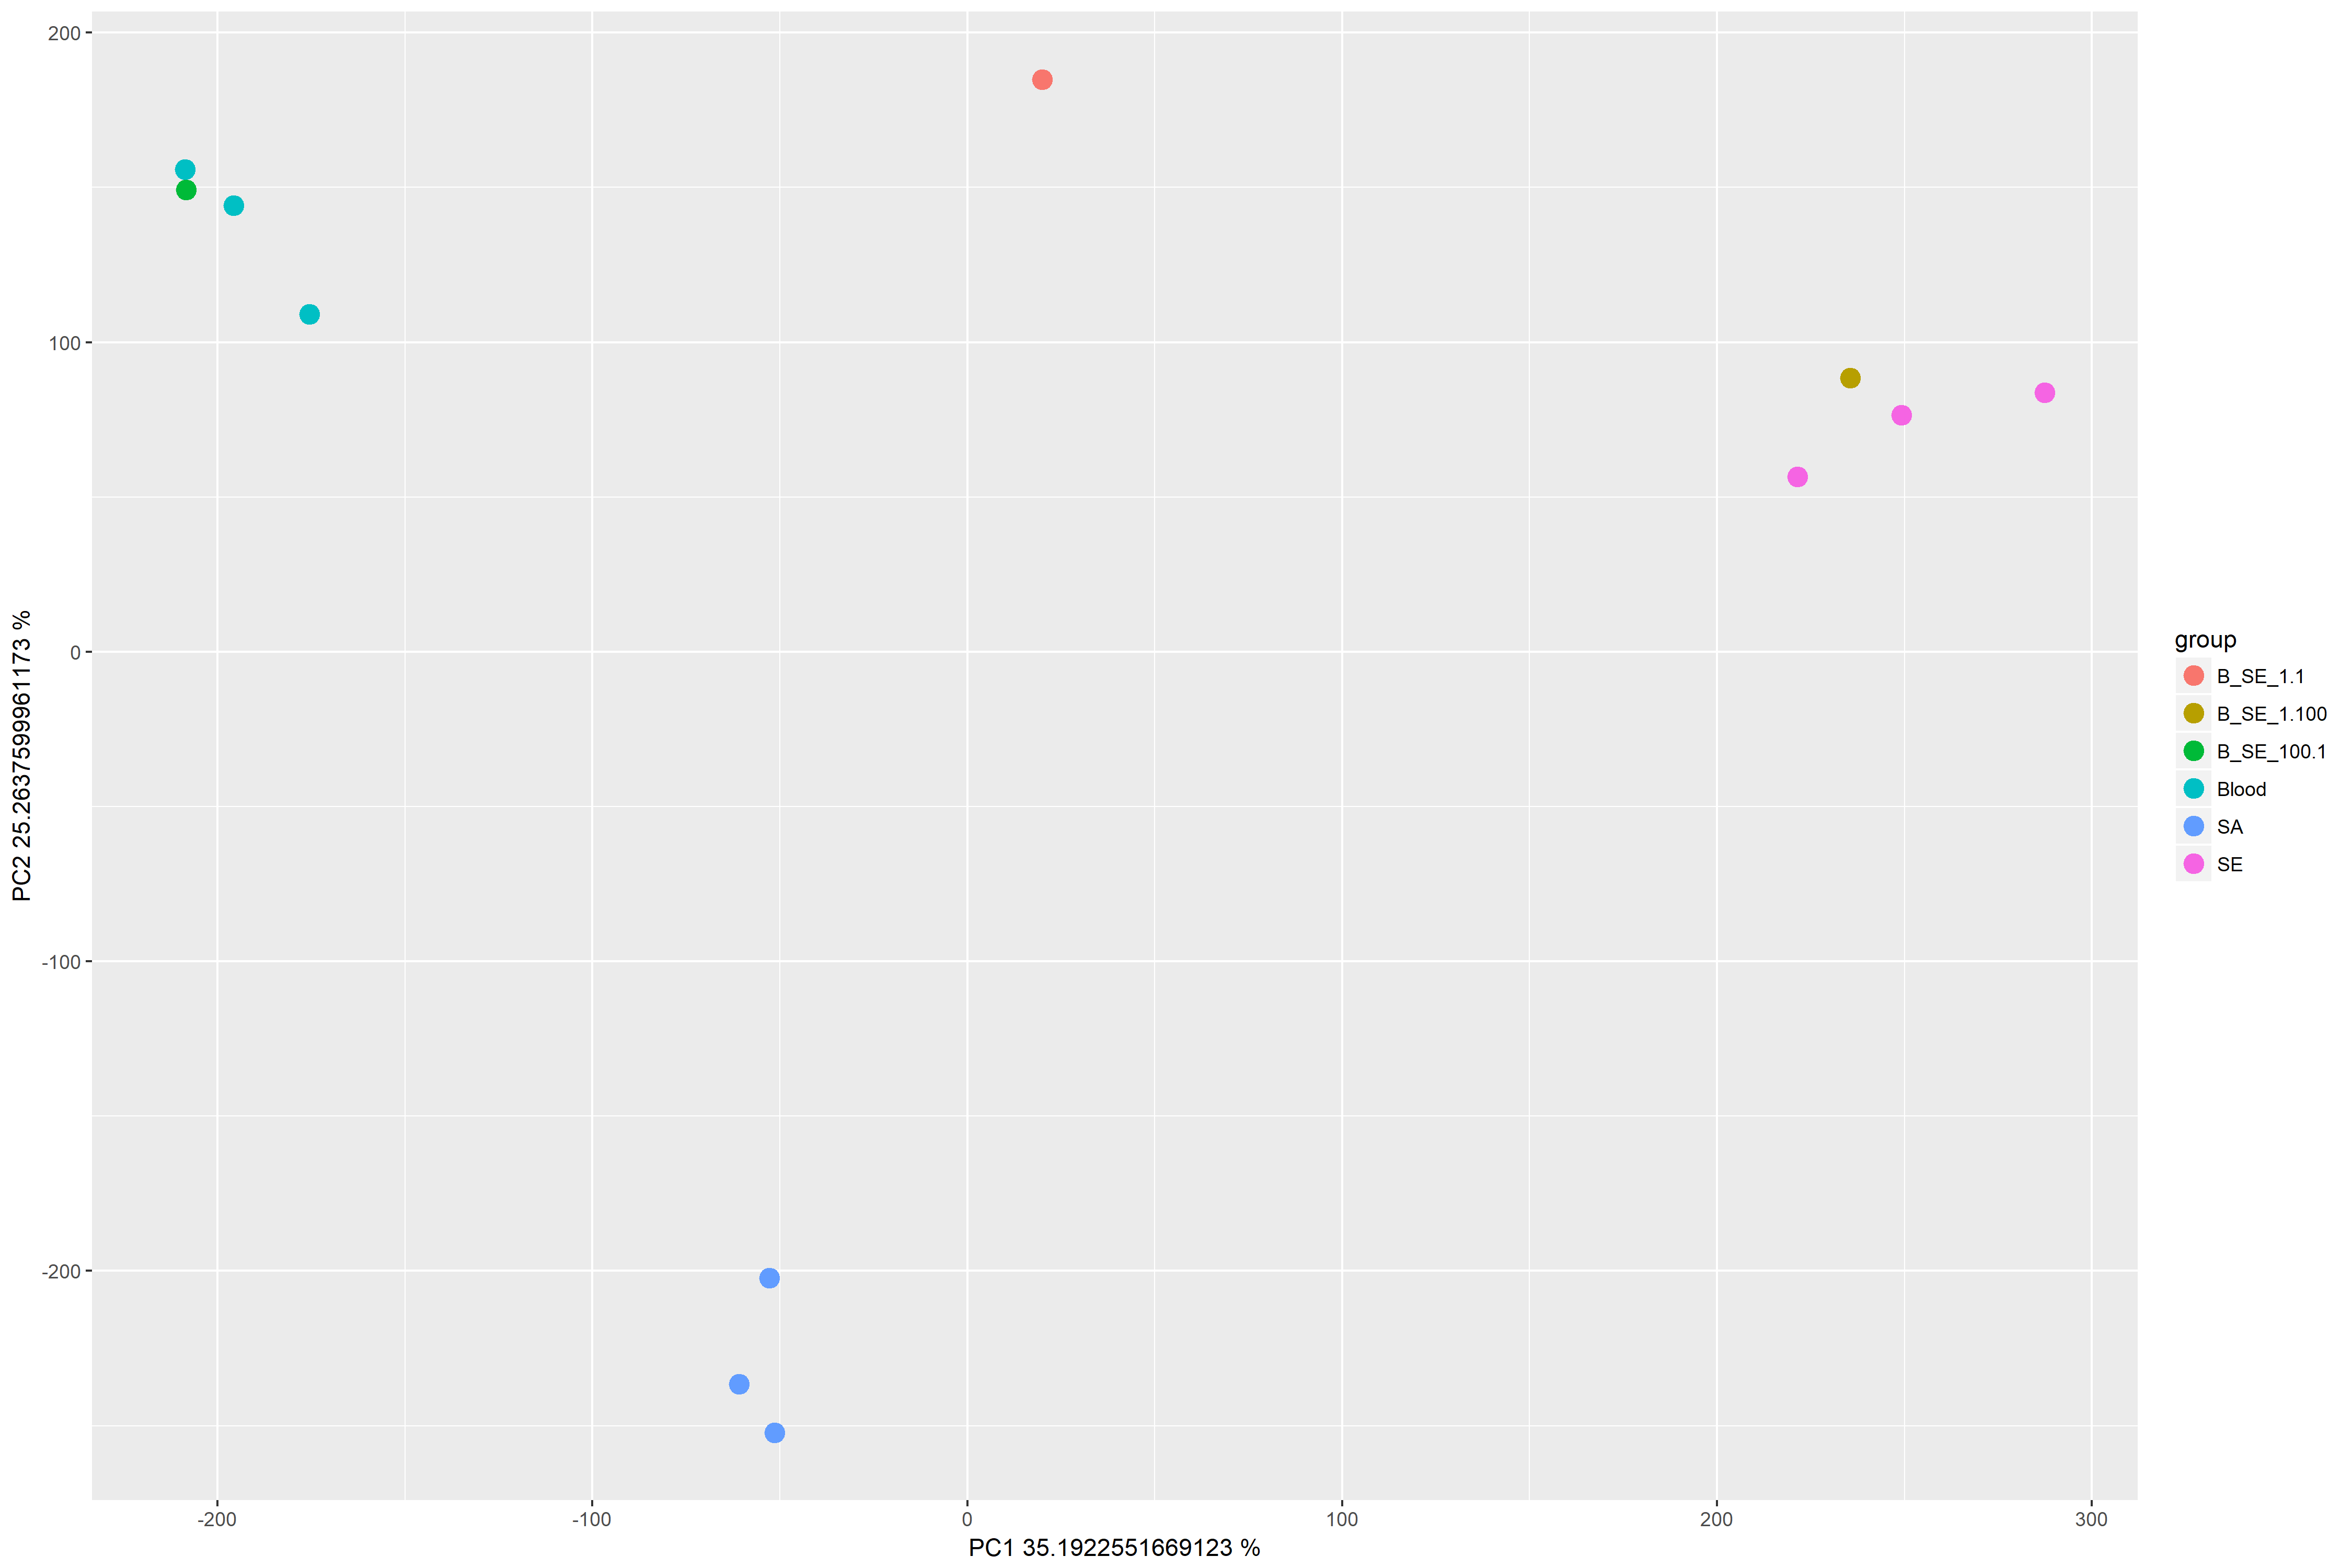 200
100
0
-100
-200
PC2 25.2637599961173 %
-200
-100
0
100
200
300
PC1 35.1922551669123 %
group
B_SE_1.1
B_SE_1.100
B_SE_100.1
Blood
SA
SE